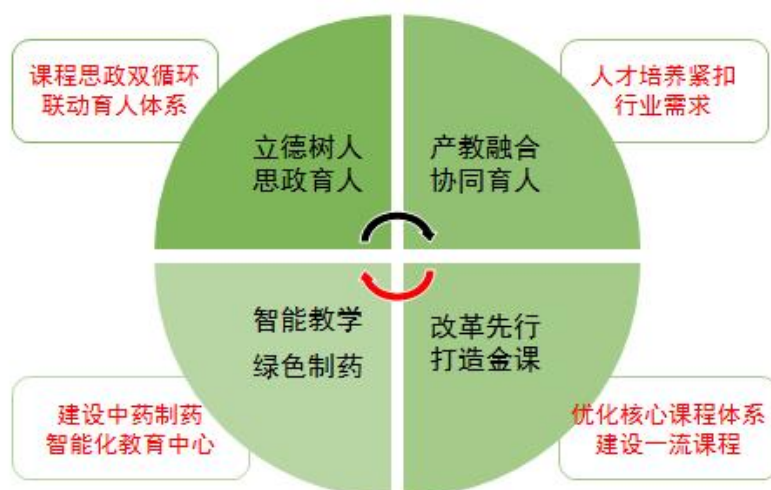 课程思政双循环
联动育人体系
人才培养紧扣
行业需求
立德树人
思政育人
产教融合
协同育人
智能教学
绿色制药
改革先行
打造金课
建设中药制药
智能化教育中心
优化核心课程体系
建设一流课程